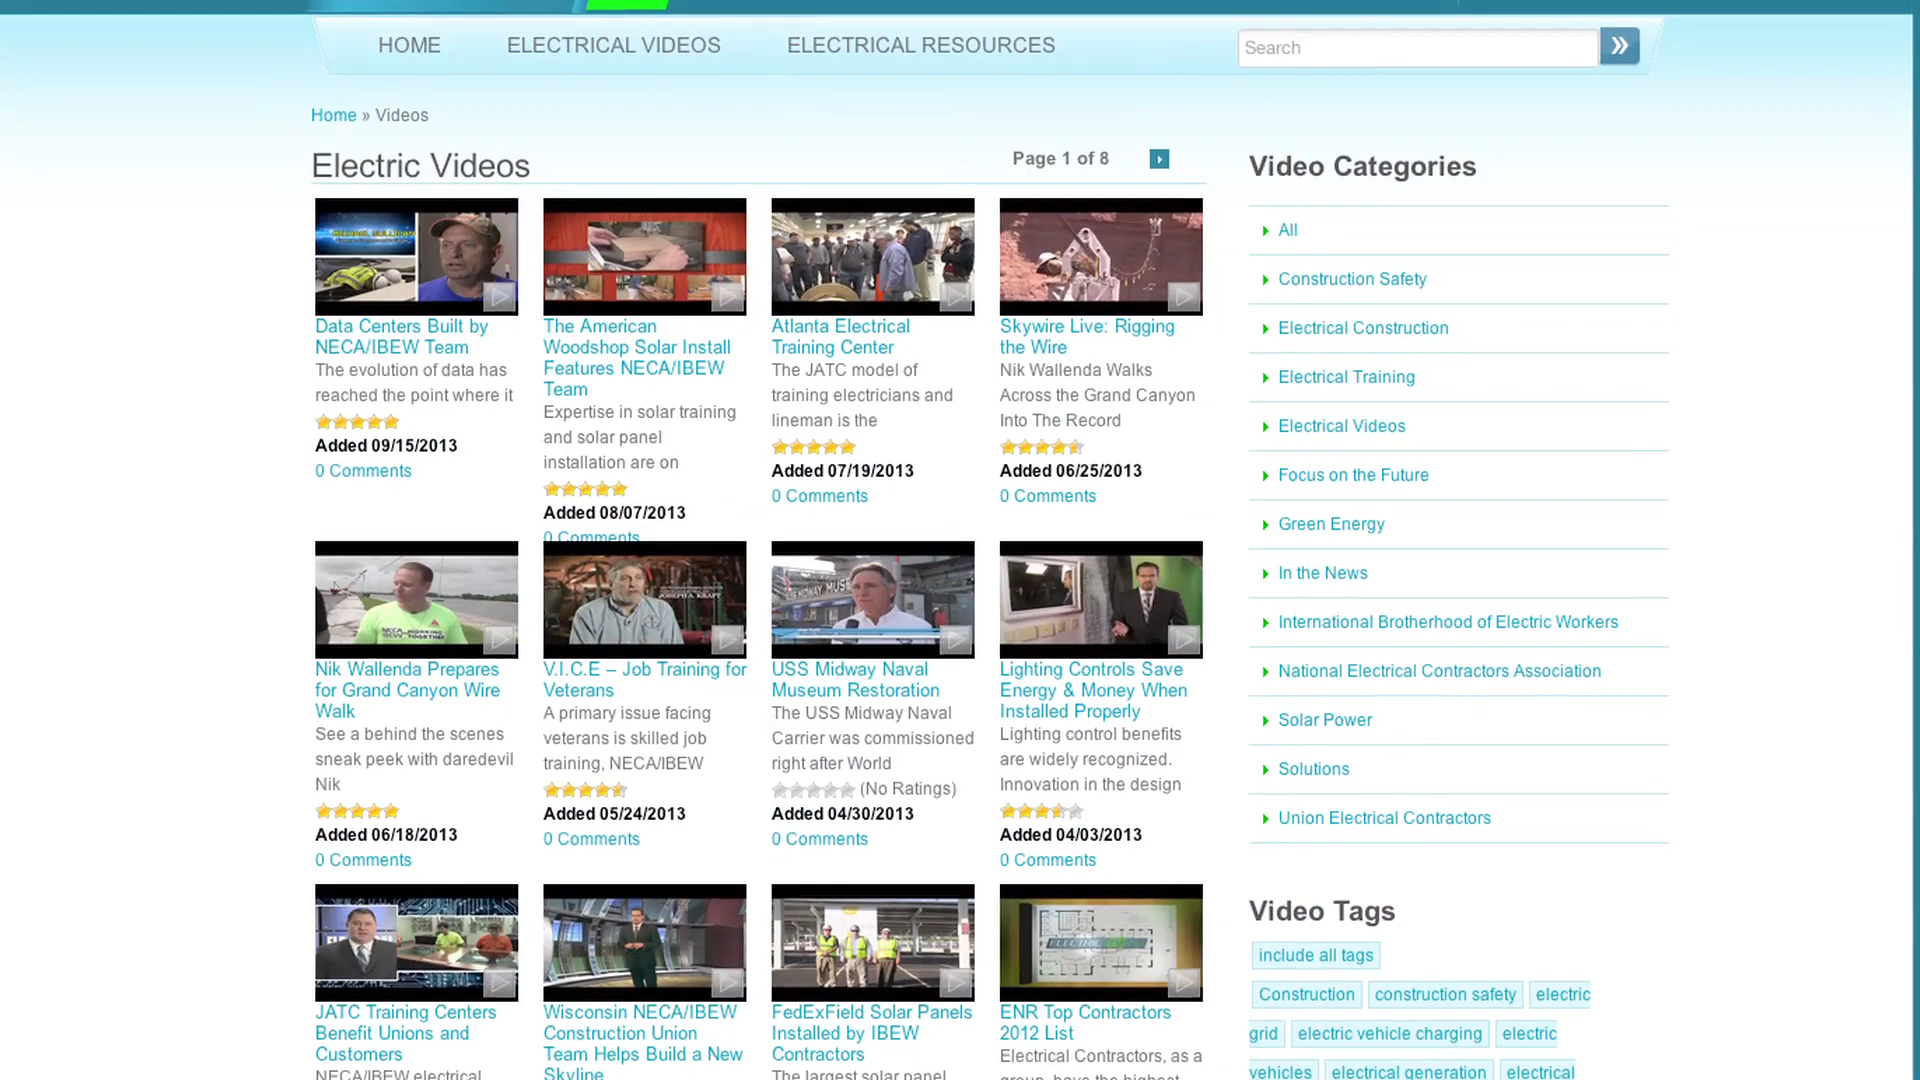 HOME
ELECTRICAL VIDEOS
ELECTRICAL RESOURCES
Search
Home » Videos
Electric Videos
Page 1 of 8
Data Centers Built by
NECA/IBEW Team
The evolution of data has
reached the point where it
Added 09/15/2013
0 Comments
The American
Woodshop Solar Install
Features NECA/IBEW
Team
Expertise in solar training
and solar panel
installation are on
Added 08/07/2013
0 Comments
Atlanta Electrical
Training Center
The JATC model of
training electricians and
lineman is the
Added 07/19/2013
0 Comments
Skywire Live: Rigging
the Wire
Nik Wallenda Walks
Across the Grand Canyon
Into The Record
Added 06/25/2013
0 Comments
Nik Wallenda Prepares
for Grand Canyon Wire
Walk
See a behind the scenes
sneak peek with daredevil
Nik
Added 06/18/2013
0 Comments
JOSEPH A. KRAFT
V.I.C.E – Job Training for
Veterans
A primary issue facing
veterans is skilled job
training, NECA/IBEW
Added 05/24/2013
0 Comments
USS Midway Naval
Museum Restoration
The USS Midway Naval
Carrier was commissioned
right after World
(No Ratings)
Added 04/30/2013
0 Comments
Lighting Controls Save
Energy & Money When
Installed Properly
Lighting control benefits
are widely recognized.
Innovation in the design
Added 04/03/2013
0 Comments
JATC Training Centers
Benefit Unions and
Customers
NECA/IBEW electrical
Wisconsin NECA/IBEW
Construction Union
Team Helps Build a New
Skyline
FedExField Solar Panels
Installed by IBEW
Contractors
The largest solar panel
ENR Top Contractors
2012 List
Electrical Contractors, as a
group, have the highest
Video Categories
All
Construction Safety
Electrical Construction
Electrical Training
Electrical Videos
Focus on the Future
Green Energy
In the News
International Brotherhood of Electric Workers
National Electrical Contractors Association
Solar Power
Solutions
Union Electrical Contractors
Video Tags
include all tags
Construction construction safety electric
grid electric vehicle charging electric
vehicles electrical generation electrical